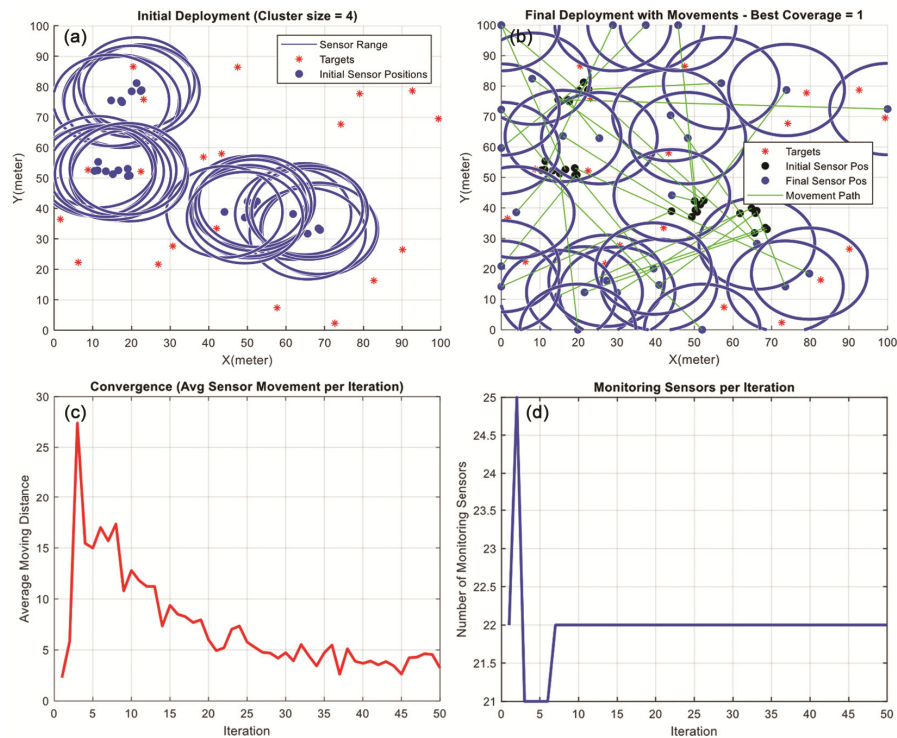 Initial Deployment (Cluster size = 4)
(a)
Sensor Range
Targets
Initial Sensor Positions
Y(meter)
100
90
80
70
60
50
40
30
20
10
0
0 10 20 30 40 50 60 70 80 90 100
X(meter)
Final Deployment with Movements - Best Coverage = 1
(b)
Targets
Initial Sensor Pos
Final Sensor Pos
Movement Path
Y(meter)
100
90
80
70
60
50
40
30
20
10
0
0 10 20 30 40 50 60 70 80 90 100
X(meter)
Convergence (Avg Sensor Movement per Iteration)
(c)
Average Moving Distance
30
25
20
15
10
5
0
0 5 10 15 20 25 30 35 40 45 50
Iteration
Monitoring Sensors per Iteration
(d)
Number of Monitoring Sensors
25
24.5
24
23.5
23
22.5
22
21.5
21
0 5 10 15 20 25 30 35 40 45 50
Iteration